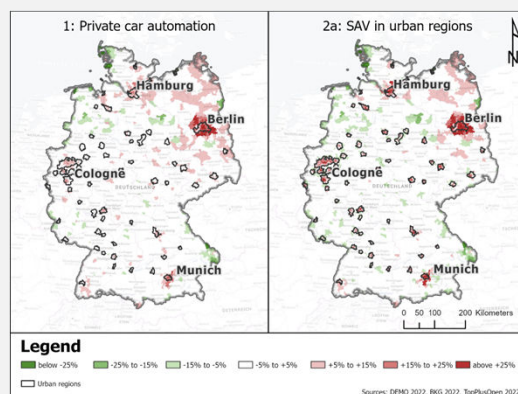 1: Private car automation
2a: SAV in urban regions
N
Hamburg
Berlin
Cologne
DEUTSCHLAND
Munich
Hamburg
Berlin
Cologne
DEUTSCHLAND
Munich
0 50 100 200 Kilometers
Legend
below -25%
-25% to -15%
-15% to -5%
-5% to +5%
+5% to +15%
+15% to +25%
above +25%
Urban regions
Sources: DEMO 2022, BKG 2022, TopPlusOpen 2022